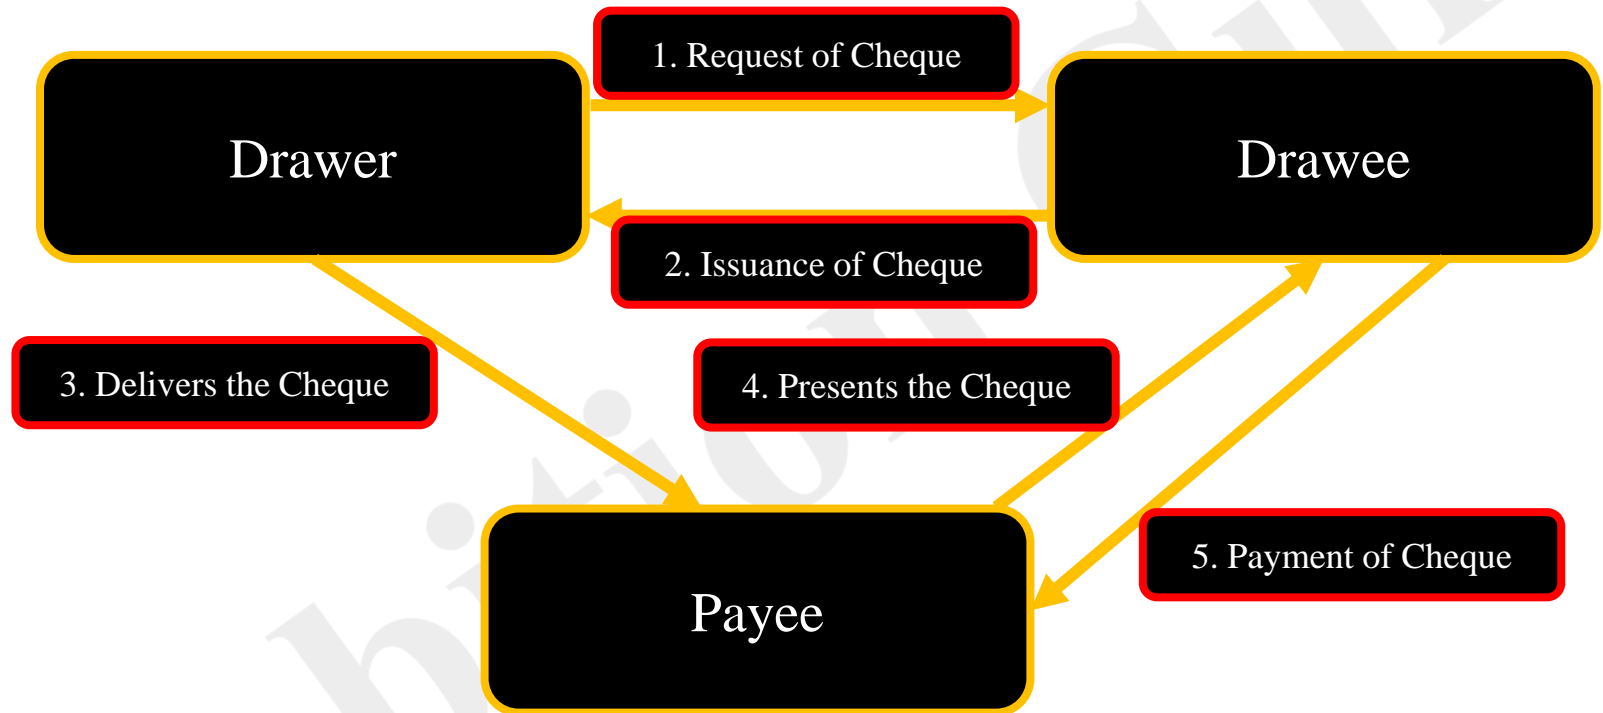 1. Request of Cheque
Drawer
Drawee
2. Issuance of Cheque
3. Delivers the Cheque
4. Presents the Cheque
5. Payment of Cheque
Payee